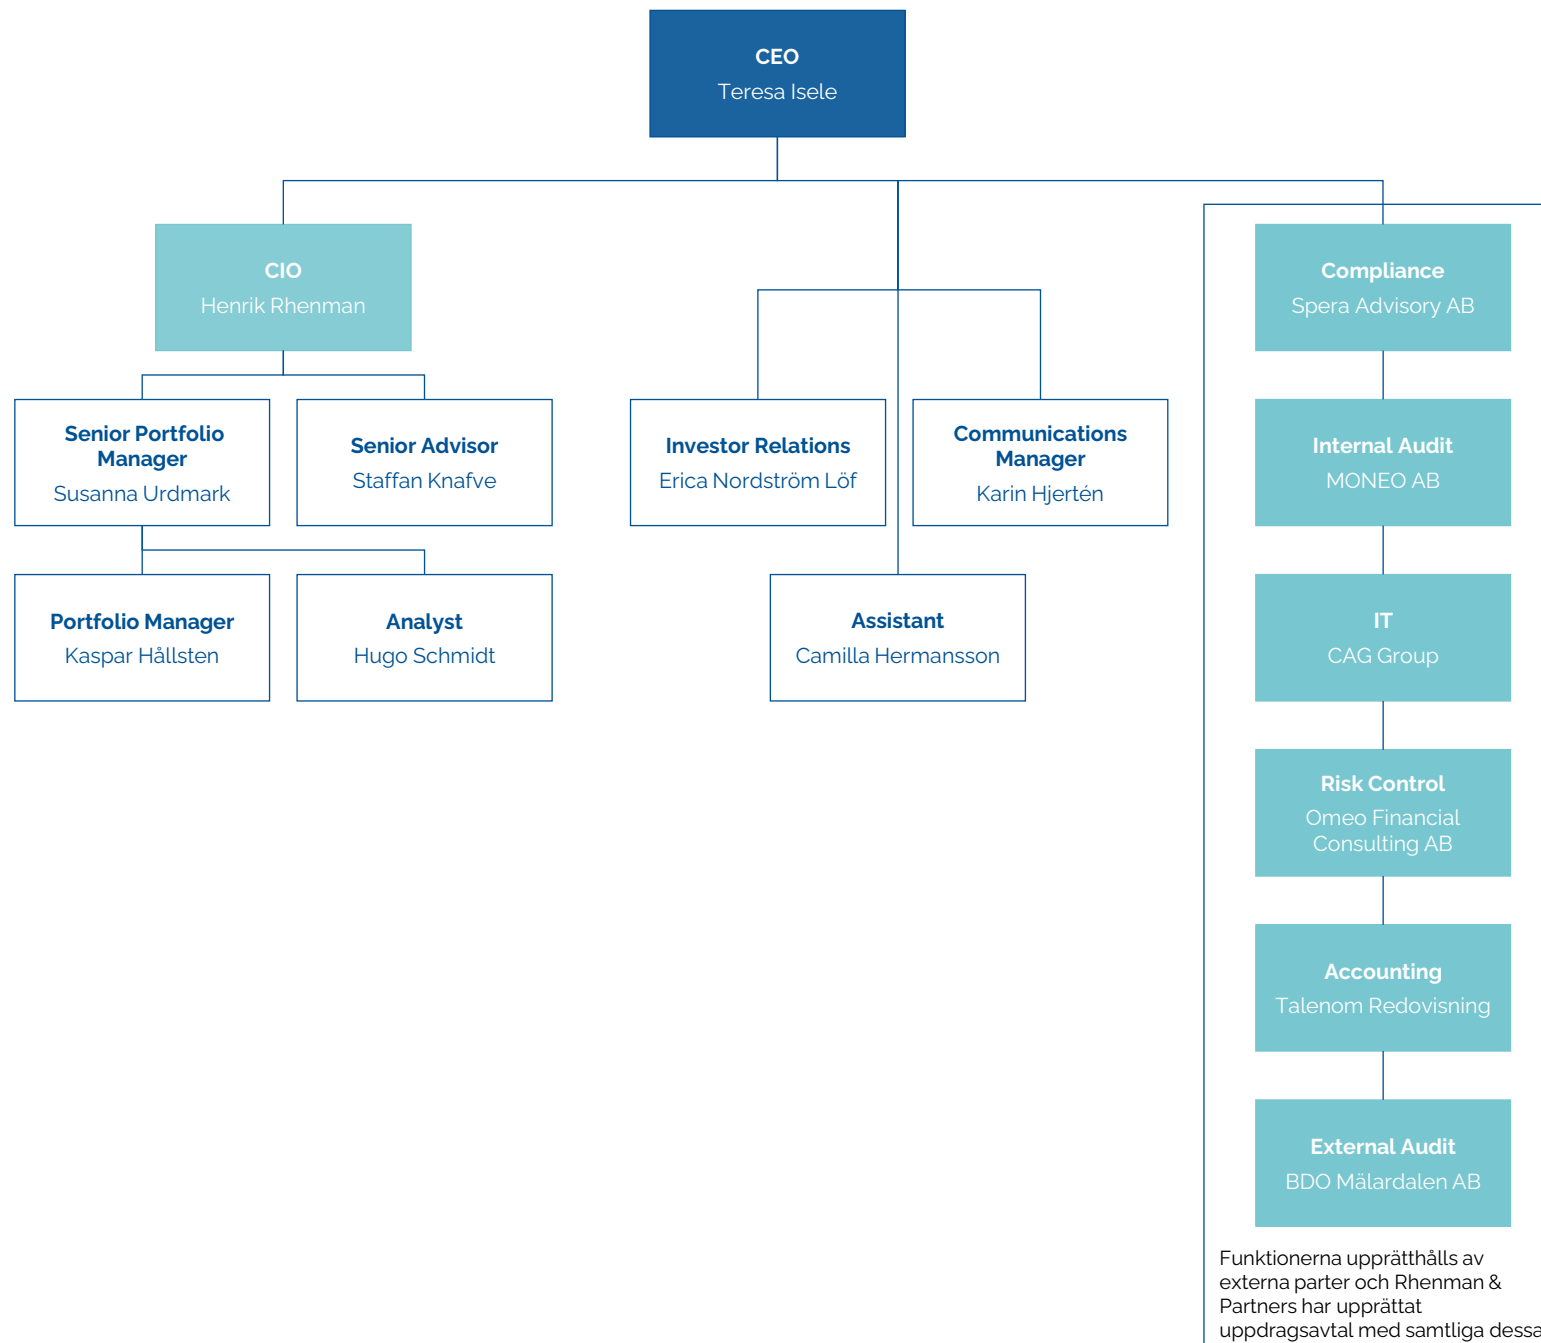 CEO
Teresa Isele
CIO
Henrik Rhenman
Senior Portfolio
Manager
Susanna Urdmark
Senior Advisor
Staffan Knafve
Portfolio Manager
Kaspar Hållsten
Analyst
Hugo Schmidt
Investor Relations
Erica Nordström Löf
Communications
Manager
Karin Hjertén
Assistant
Camilla Hermansson
Compliance
Spera Advisory AB
Internal Audit
MONEO AB
IT
CAG Group
Risk Control
Omeo Financial
Consulting AB
Accounting
Talenom Redovisning
External Audit
BDO Mälardalen AB
Funktionerna upprätthålls av
externa parter och Rhenman &
Partners har upprättat
uppdragsavtal med samtliga dessa